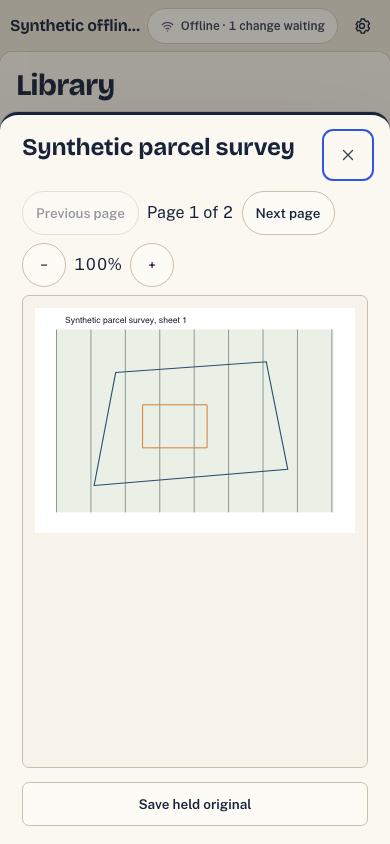 Synthetic offlin...
Offline · 1 change waiting
Library
Synthetic parcel survey
Previous page
Page 1 of 2
Next page
−
100%
+
Synthetic parcel survey, sheet 1
Save held original